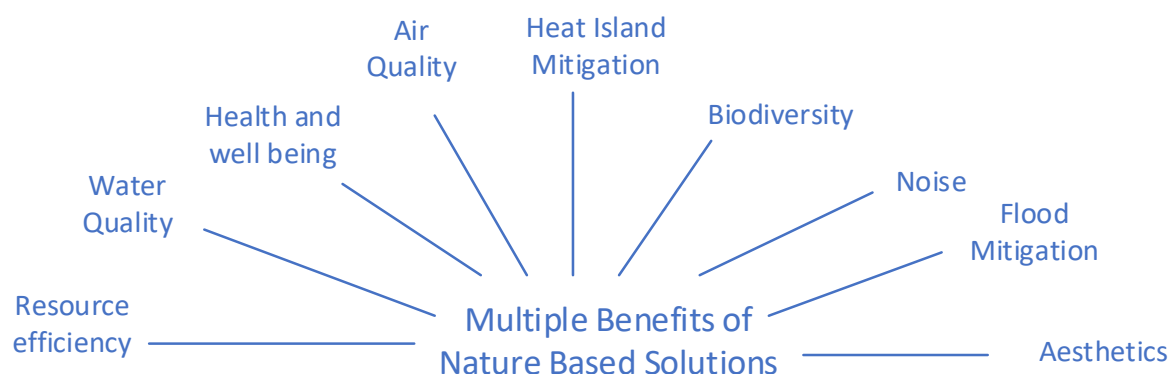 Air
Quality
Heat Island
Mitigation
Health and
well being
Biodiversity
Water
Quality
Noise
Flood
Mitigation
Resource
efficiency
Multiple Benefits of
Nature Based Solutions
Aesthetics